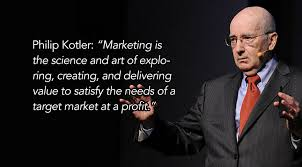 Philip Kotler: “Marketing is
the science and art of explo-
ring, creating, and delivering
value to satisfy the needs of a
target market at a profit.”